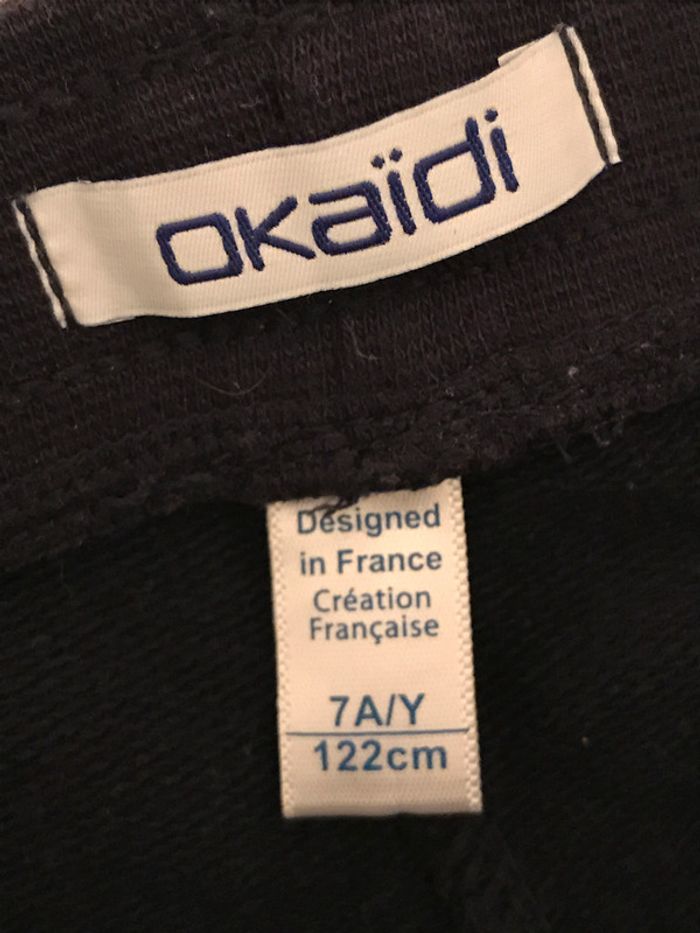 okaïdi
Designed
in France
Création
Française
7A/Y
122cm